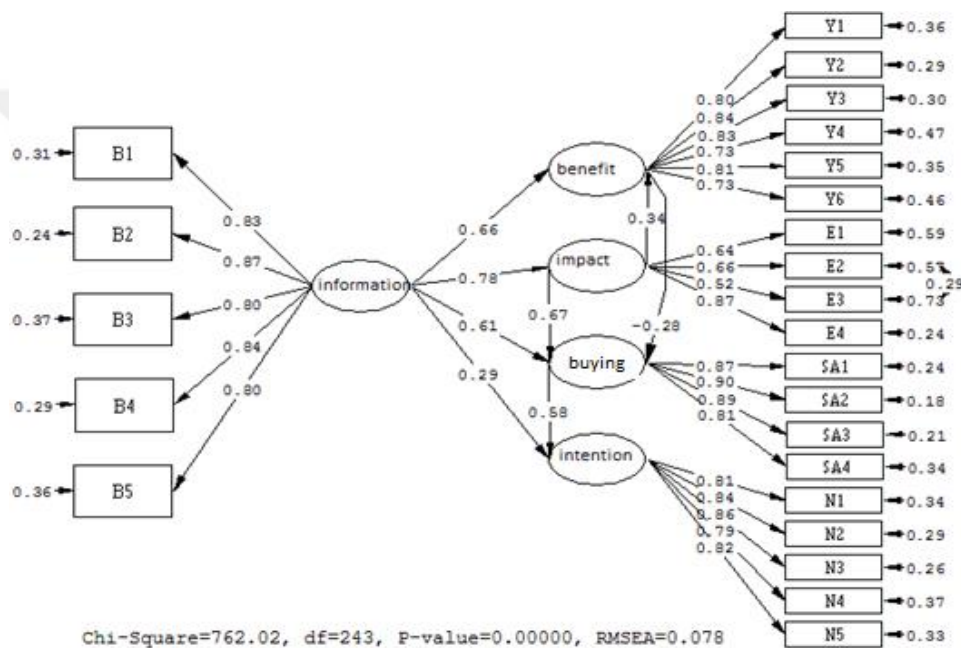 Y1 0.36
Y2 0.29
0.80
0.84 Y3 0.30
0.83
0.73 Y4 0.47
0.31 B1
0.81 Y5 0.35
benefit
0.73 Y6 0.46
0.83
0.34
0.24 B2
0.66
E1 0.59
0.64
0.87
0.66 E2 0.57
impact
information
0.78
0.52 0.29
0.37 B3
0.80
0.87 E3 0.73
0.67
0.61
-0.28
E4 0.24
0.84
0.87 SA1 0.24
buying
0.29
0.90
0.80
0.89 SA2 0.18
0.29 B4
0.58
0.81
SA3 0.21
intention
SA4 0.34
0.81
0.36 B5
0.84 N1 0.34
0.86
0.79 N2 0.29
0.82
N3 0.26
N4 0.37
N5 0.33
Chi-Square=762.02, df=243, P-value=0.00000, RMSEA=0.078